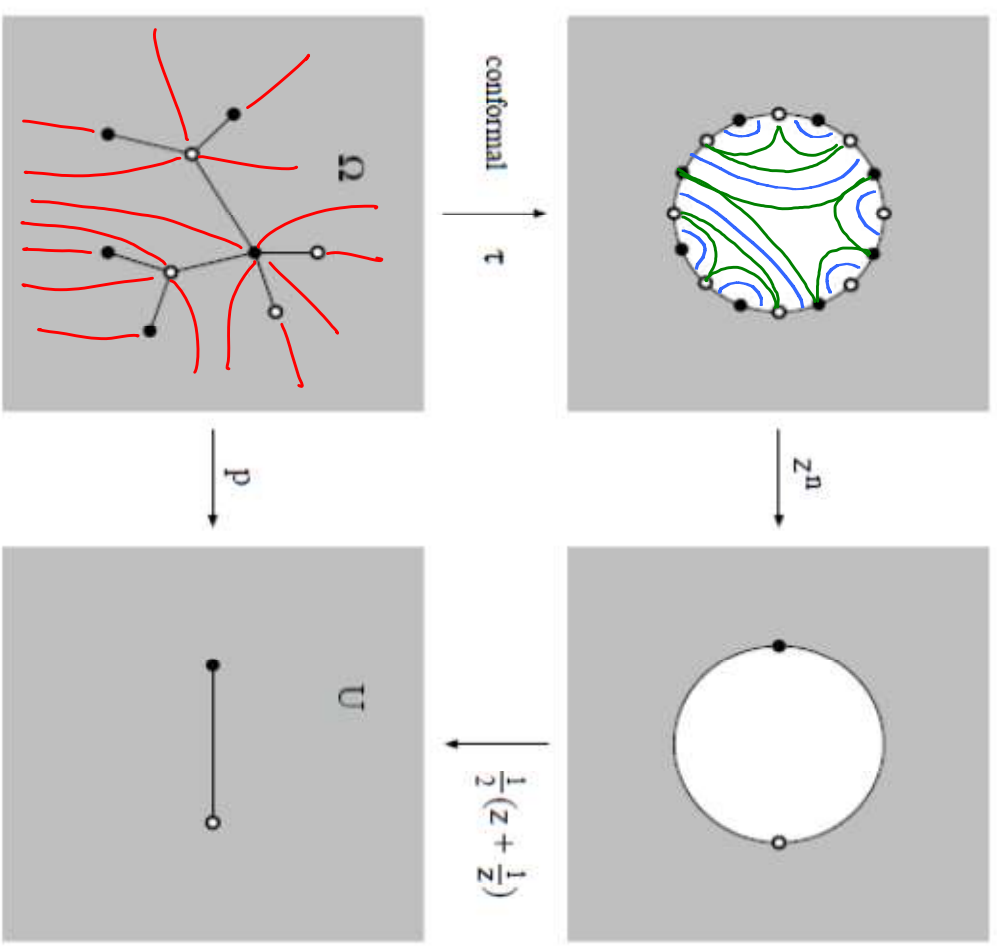 conformal
τ
Ω
p
zⁿ
U
½(z + 1/z)